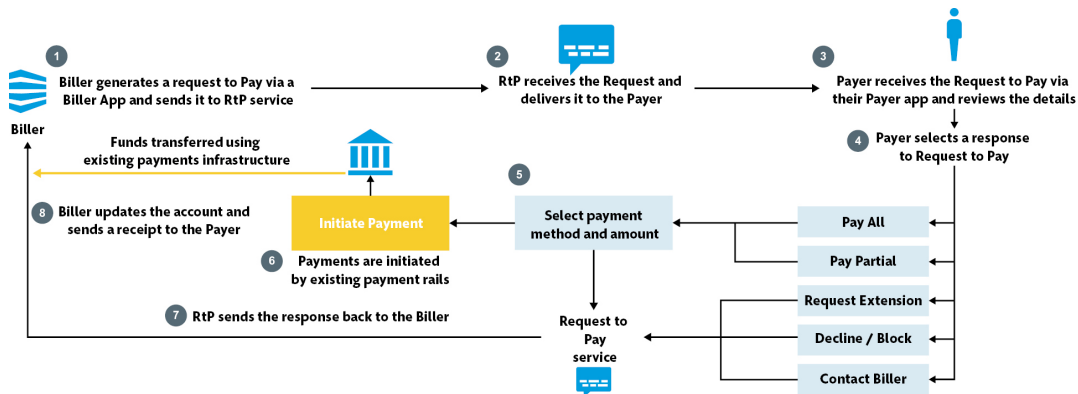 1
Biller generates a request to Pay via a
Biller App and sends it to RtP service
2
RtP receives the Request and
delivers it to the Payer
3
Payer receives the Request to Pay via
their Payer app and reviews the details
Biller
4
Payer selects a response
to Request to Pay
Funds transferred using
existing payments infrastructure
5
Select payment
method and amount
Pay All
Pay Partial
Request Extension
Decline / Block
Contact Biller
Initiate Payment
6
Payments are initiated
by existing payment rails
8
Biller updates the account and
sends a receipt to the Payer
7
RtP sends the response back to the Biller
Request to
Pay
service